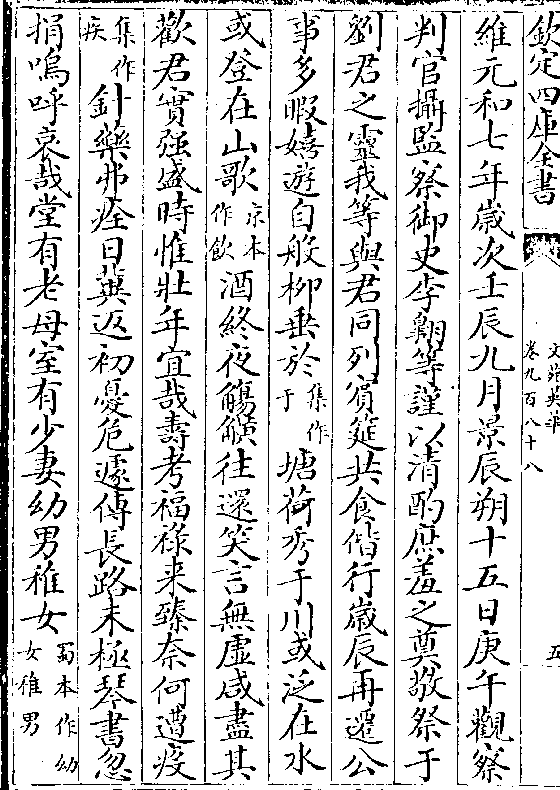 欽定四庫全書
文苑英華
卷九百八十八
五
維元和七年歲次壬辰九月景辰朔十五日庚午觀察
判官攝監察御史李翺等謹以清酌庶羞之奠敬祭于
劉君之靈我等與君同列賔筵共食偕行歲辰再遷公
事多暇嬉遊自般柳垂於集作于塘荷秀于川或泛在水
或登在山歌京本作飲酒終夜觴觥往還笑言無虛咸盡其
歡君實強盛時惟壯年宜哉壽考福祿来臻奈何遭疫
集作疾針藥弗痊日冀返初憂危遽傳長路未極琴書忽
捐嗚呼哀哉堂有老母室有少妻幼男稚女蜀本作幼女稚男